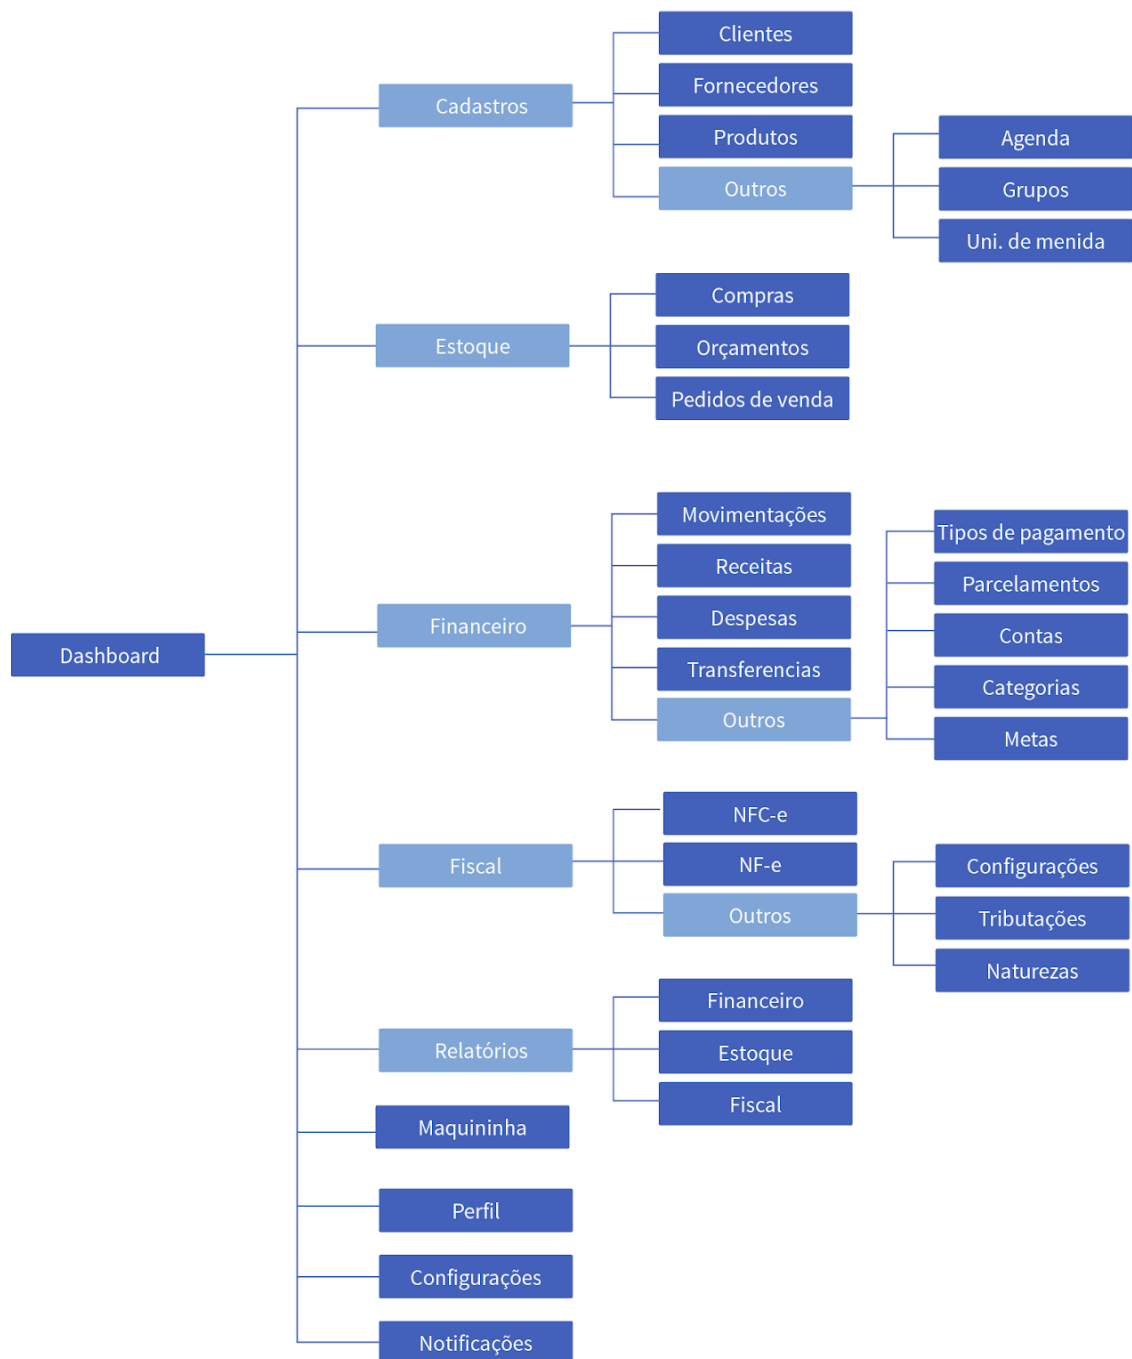 Dashboard
Cadastros
Clientes
Fornecedores
Produtos
Outros
Agenda
Grupos
Uni. de menida
Estoque
Compras
Orçamentos
Pedidos de venda
Financeiro
Movimentações
Receitas
Despesas
Transferencias
Outros
Tipos de pagamento
Parcelamentos
Contas
Categorias
Metas
Fiscal
NFC-e
NF-e
Outros
Configurações
Tributações
Naturezas
Relatórios
Financeiro
Estoque
Fiscal
Maquininha
Perfil
Configurações
Notificações